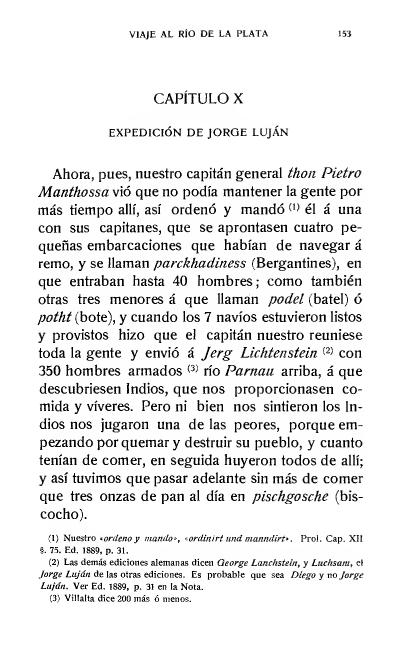 VIAJE AL RÍO DE LA PLATA 153
CAPÍTULO X
EXPEDICIÓN DE JORGE LUJÁN
Ahora, pues, nuestro capitán general thon Pietro
Manthossa vió que no podía mantener la gente por
más tiempo allí, así ordenó y mandó (1) él á una
con sus capitanes, que se aprontasen cuatro pe-
queñas embarcaciones que habían de navegar á
remo, y se llaman parckhadiness (Bergantines), en
que entraban hasta 40 hombres; como también
otras tres menores á que llaman podel (batel) ó
potht (bote), y cuando los 7 navíos estuvieron listos
y provistos hizo que el capitán nuestro reuniese
toda la gente y envió á Jerg Lichtenstein (2) con
350 hombres armados (3) río Parnau arriba, á que
descubriesen Indios, que nos proporcionasen co-
mida y víveres. Pero ni bien nos sintieron los In-
dios nos jugaron una de las peores, porque em-
pezando por quemar y destruir su pueblo, y cuanto
tenían de comer, en seguida huyeron todos de allí;
y así tuvimos que pasar adelante sin más de comer
que tres onzas de pan al día en pischgosche (bis-
cocho).
(1) Nuestro «ordeno y mando», «ordinirt und manndirt». Prol. Cap. XII
§. 75. Ed. 1889, p. 31.
(2) Las demás ediciones alemanas dicen George Lanchstein, y Luchsam, el
Jorge Luján de las otras ediciones. Es probable que sea Diego y no Jorge
Luján. Ver Ed. 1889, p. 31 en la Nota.
(3) Villalta dice 200 más ó menos.